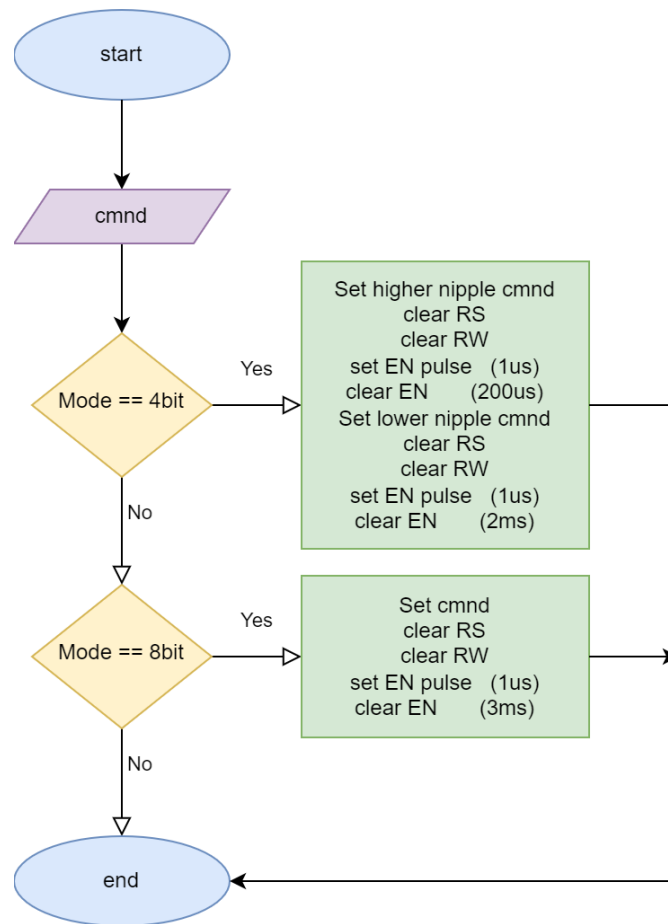 start
cmnd
Mode == 4bit
Yes
Set higher nipple cmnd
clear RS
clear RW
set EN pulse (1us)
clear EN (200us)
Set lower nipple cmnd
clear RS
clear RW
set EN pulse (1us)
clear EN (2ms)
No
Mode == 8bit
Yes
Set cmnd
clear RS
clear RW
set EN pulse (1us)
clear EN (3ms)
No
end